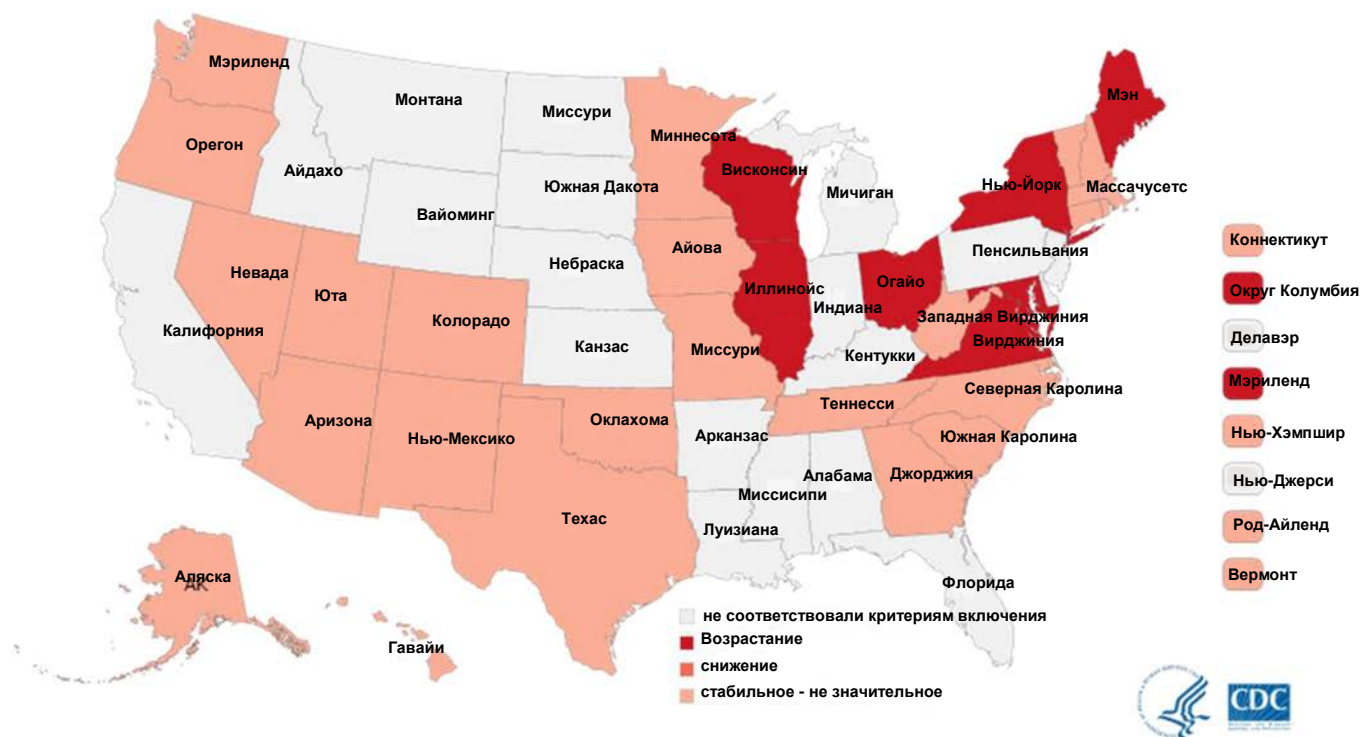 Мэриленд
Мэн
Монтана
Миссури
Миннесота
Орегон
Висконсин
Айдахо
Южная Дакота
Мичиган
Нью-Йорк
Массачусетс
Вайоминг
Коннектикут
Пенсильвания
Айова
Небраска
Невада
Огайо
Иллинойс
Округ Колумбия
Юта
Индиана
Западная Вирджиния
Колорадо
Калифорния
Вирджиния
Делавэр
Канзас
Миссури
Кентукки
Мэриленд
Северная Каролина
Теннесси
Аризона
Оклахома
Нью-Мексико
Арканзас
Южная Каролина
Нью-Хэмпшир
Джорджия
Алабама
Нью-Джерси
Миссисипи
Техас
Луизиана
Род-Айленд
Аляска
AK
Флорида
Вермонт
не соответствовали критериям включения
Возрастание
Гавайи
снижение
стабильное - не значительное
CDC